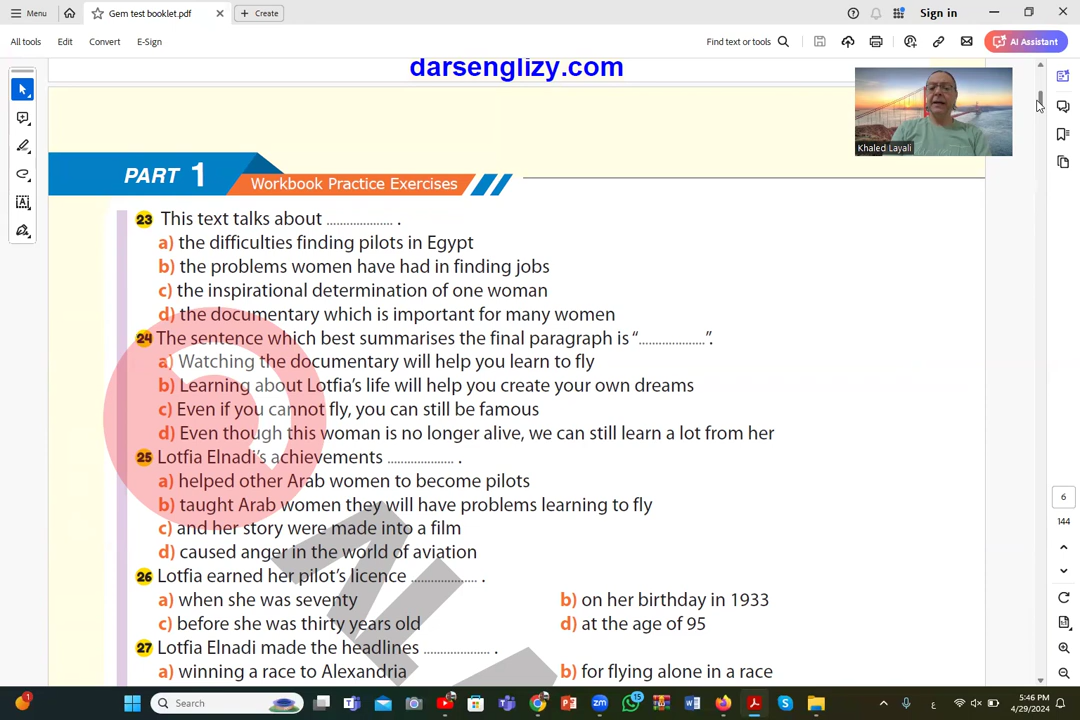 Menu
Gem test booklet.pdf
Create
Sign in
All tools
Edit
Convert
E-Sign
Find text or tools
AI Assistant
darsenglizy.com
Khaled Layali
PART 1
Workbook Practice Exercises
23 This text talks about .................... .
a) the difficulties finding pilots in Egypt
b) the problems women have had in finding jobs
c) the inspirational determination of one woman
d) the documentary which is important for many women
24 The sentence which best summarises the final paragraph is "....................".
a) Watching the documentary will help you learn to fly
b) Learning about Lotfia's life will help you create your own dreams
c) Even if you cannot fly, you can still be famous
d) Even though this woman is no longer alive, we can still learn a lot from her
25 Lotfia Elnadi's achievements .................... .
a) helped other Arab women to become pilots
b) taught Arab women they will have problems learning to fly
c) and her story were made into a film
d) caused anger in the world of aviation
26 Lotfia earned her pilot's licence .................... .
a) when she was seventy b) on her birthday in 1933
c) before she was thirty years old d) at the age of 95
27 Lotfia Elnadi made the headlines .................... .
a) winning a race to Alexandria b) for flying alone in a race
6
144
1
Search
15
ع
5:46 PM
4/29/2024